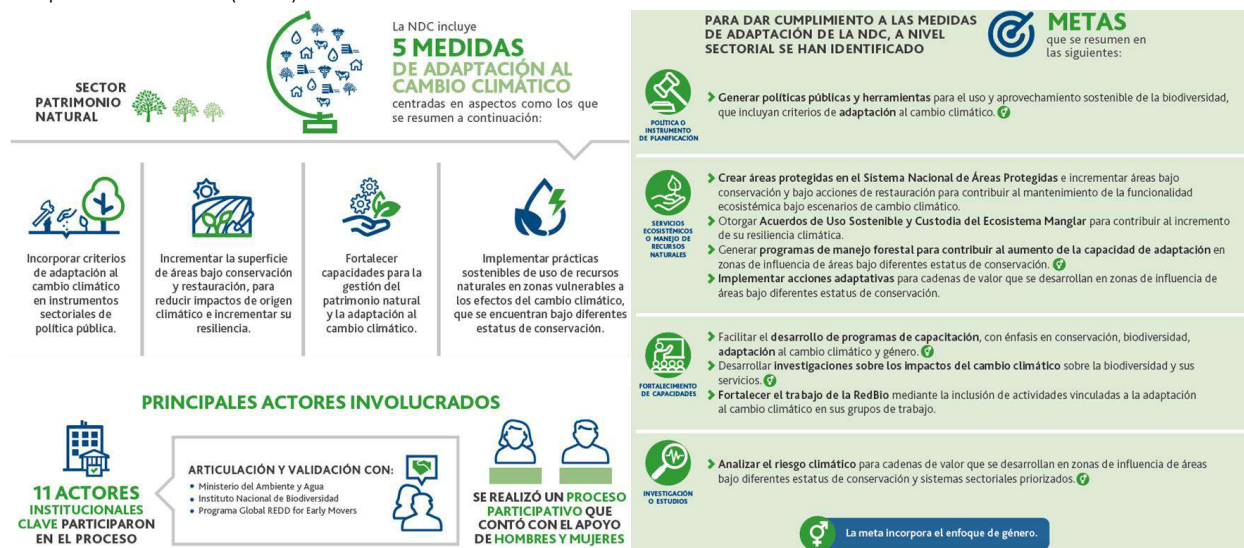 SECTOR
PATRIMONIO
NATURAL
La NDC incluye
5 MEDIDAS
DE ADAPTACIÓN AL
CAMBIO CLIMÁTICO
centradas en aspectos como los que
se resumen a continuación:
Incorporar criterios
de adaptación al
cambio climático
en instrumentos
sectoriales de
política pública.
Incrementar la superficie
de áreas bajo conservación
y restauración, para
reducir impactos de origen
climático e incrementar su
resiliencia.
Fortalecer
capacidades para la
gestión del
patrimonio natural
y la adaptación al
cambio climático.
Implementar prácticas
sostenibles de uso de recursos
naturales en zonas vulnerables a
los efectos del cambio climático,
que se encuentran bajo diferentes
estatus de conservación.
PRINCIPALES ACTORES INVOLUCRADOS
11 ACTORES
INSTITUCIONALES
CLAVE PARTICIPARON
EN EL PROCESO
ARTICULACIÓN Y VALIDACIÓN CON:
• Ministerio del Ambiente y Agua
• Instituto Nacional de Biodiversidad
• Programa Global REDD for Early Movers
SE REALIZÓ UN PROCESO
PARTICIPATIVO QUE
CONTÓ CON EL APOYO
DE HOMBRES Y MUJERES
PARA DAR CUMPLIMIENTO A LAS MEDIDAS
DE ADAPTACIÓN DE LA NDC, A NIVEL
SECTORIAL SE HAN IDENTIFICADO
METAS
que se resumen en
las siguientes:
POLÍTICA O
INSTRUMENTO
DE PLANIFICACIÓN
Generar políticas públicas y herramientas para el uso y aprovechamiento sostenible de la biodiversidad,
que incluyan criterios de adaptación al cambio climático.
SERVICIOS
ECOSISTÉMICOS
O MANEJO DE
RECURSOS
NATURALES
Crear áreas protegidas en el Sistema Nacional de Áreas Protegidas e incrementar áreas bajo
conservación y bajo acciones de restauración para contribuir al mantenimiento de la funcionalidad
ecosistémica bajo escenarios de cambio climático.
Otorgar Acuerdos de Uso Sostenible y Custodia del Ecosistema Manglar para contribuir al incremento
de su resiliencia climática.
Generar programas de manejo forestal para contribuir al aumento de la capacidad de adaptación en
zonas de influencia de áreas bajo diferentes estatus de conservación.
Implementar acciones adaptativas para cadenas de valor que se desarrollan en zonas de influencia de
áreas bajo diferentes estatus de conservación.
FORTALECIMIENTO
DE CAPACIDADES
Facilitar el desarrollo de programas de capacitación, con énfasis en conservación, biodiversidad,
adaptación al cambio climático y género.
Desarrollar investigaciones sobre los impactos del cambio climático sobre la biodiversidad y sus
servicios.
Fortalecer el trabajo de la RedBio mediante la inclusión de actividades vinculadas a la adaptación
al cambio climático en sus grupos de trabajo.
INVESTIGACIÓN
O ESTUDIOS
Analizar el riesgo climático para cadenas de valor que se desarrollan en zonas de influencia de áreas
bajo diferentes estatus de conservación y sistemas sectoriales priorizados.
La meta incorpora el enfoque de género.